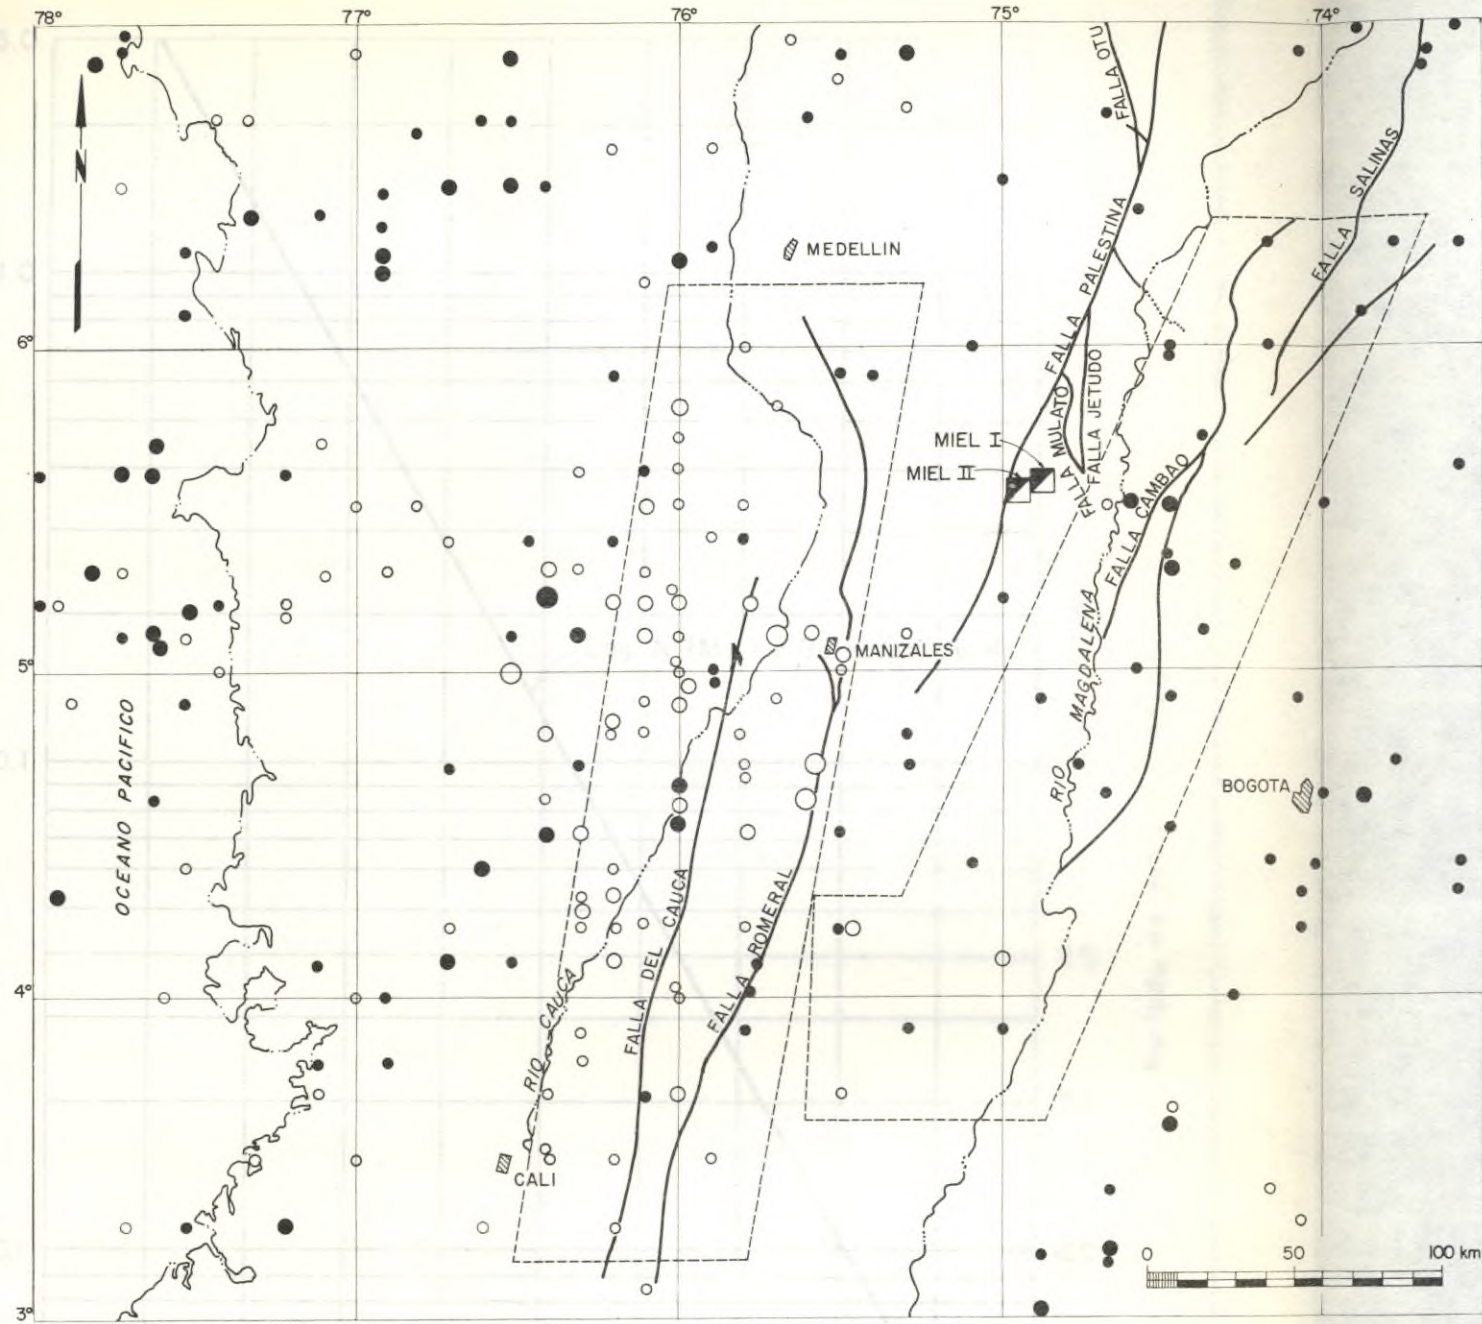 78°
77°
76°
75°
74°
FALLA OTU
FALLA SALINAS
N
MEDELLIN
FALLA PALESTINA
6°
FALLA MULATO
FALLA JETUDO
MIEL I
MIEL II
FALLA CAMBAO
RIO MAGDALENA
MANIZALES
5°
OCEANO PACIFICO
BOGOTA
FALLA DEL CAUCA
FALLA ROMERAL
RIO CAUCA
4°
CALI
0 50 100 km
3°